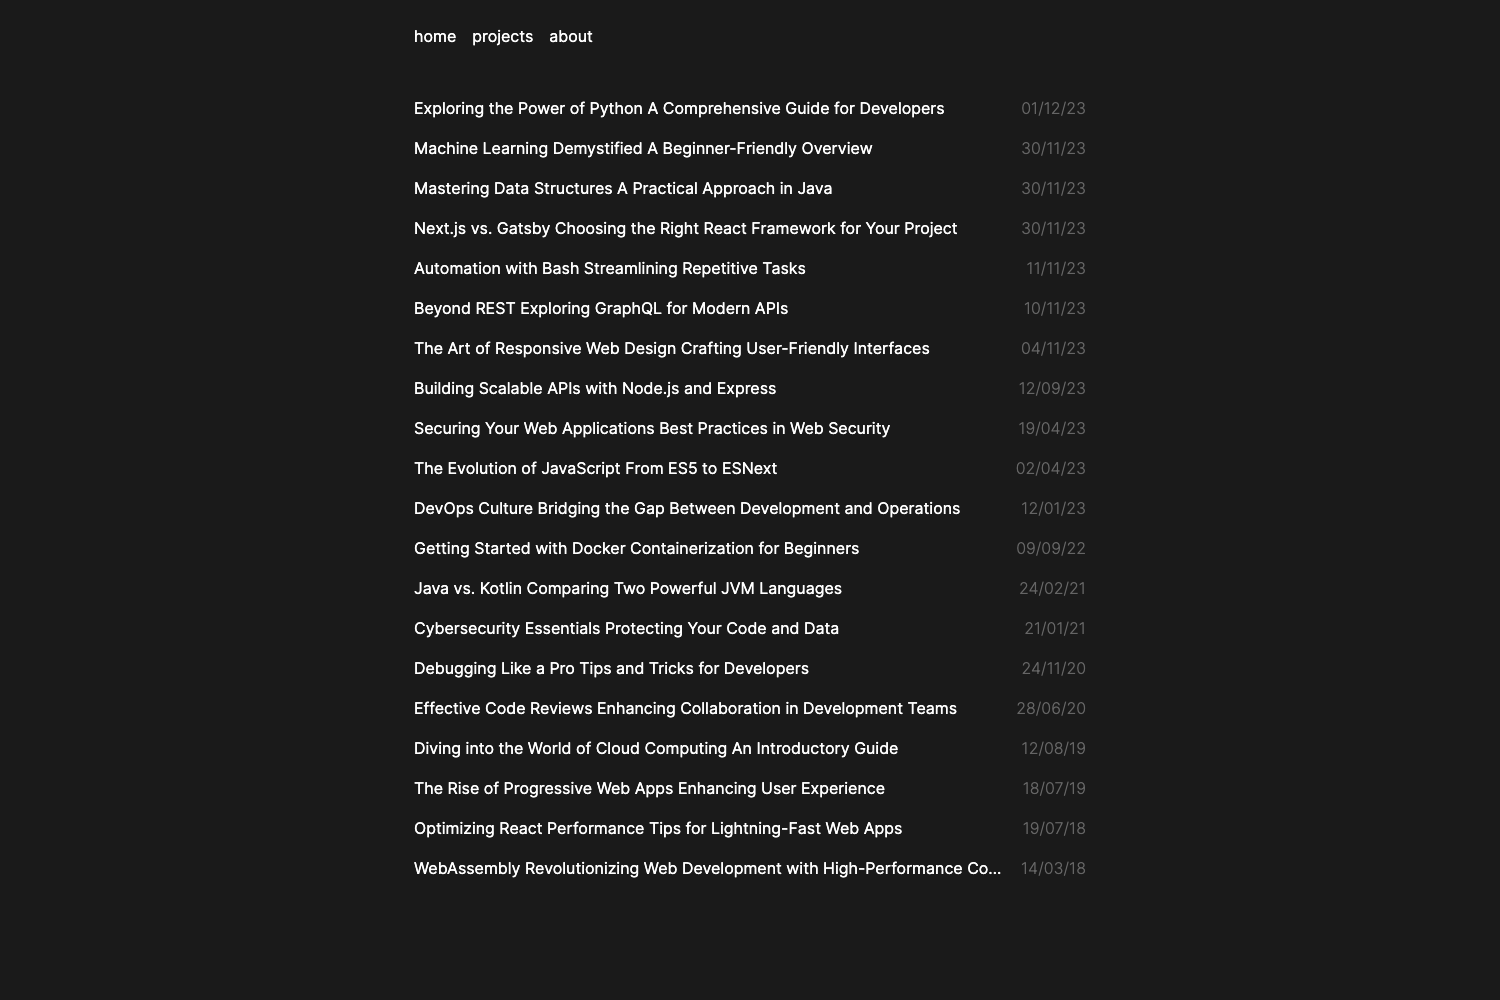 home projects about
Exploring the Power of Python A Comprehensive Guide for Developers 01/12/23
Machine Learning Demystified A Beginner-Friendly Overview 30/11/23
Mastering Data Structures A Practical Approach in Java 30/11/23
Next.js vs. Gatsby Choosing the Right React Framework for Your Project 30/11/23
Automation with Bash Streamlining Repetitive Tasks 11/11/23
Beyond REST Exploring GraphQL for Modern APIs 10/11/23
The Art of Responsive Web Design Crafting User-Friendly Interfaces 04/11/23
Building Scalable APIs with Node.js and Express 12/09/23
Securing Your Web Applications Best Practices in Web Security 19/04/23
The Evolution of JavaScript From ES5 to ESNext 02/04/23
DevOps Culture Bridging the Gap Between Development and Operations 12/01/23
Getting Started with Docker Containerization for Beginners 09/09/22
Java vs. Kotlin Comparing Two Powerful JVM Languages 24/02/21
Cybersecurity Essentials Protecting Your Code and Data 21/01/21
Debugging Like a Pro Tips and Tricks for Developers 24/11/20
Effective Code Reviews Enhancing Collaboration in Development Teams 28/06/20
Diving into the World of Cloud Computing An Introductory Guide 12/08/19
The Rise of Progressive Web Apps Enhancing User Experience 18/07/19
Optimizing React Performance Tips for Lightning-Fast Web Apps 19/07/18
WebAssembly Revolutionizing Web Development with High-Performance Co... 14/03/18